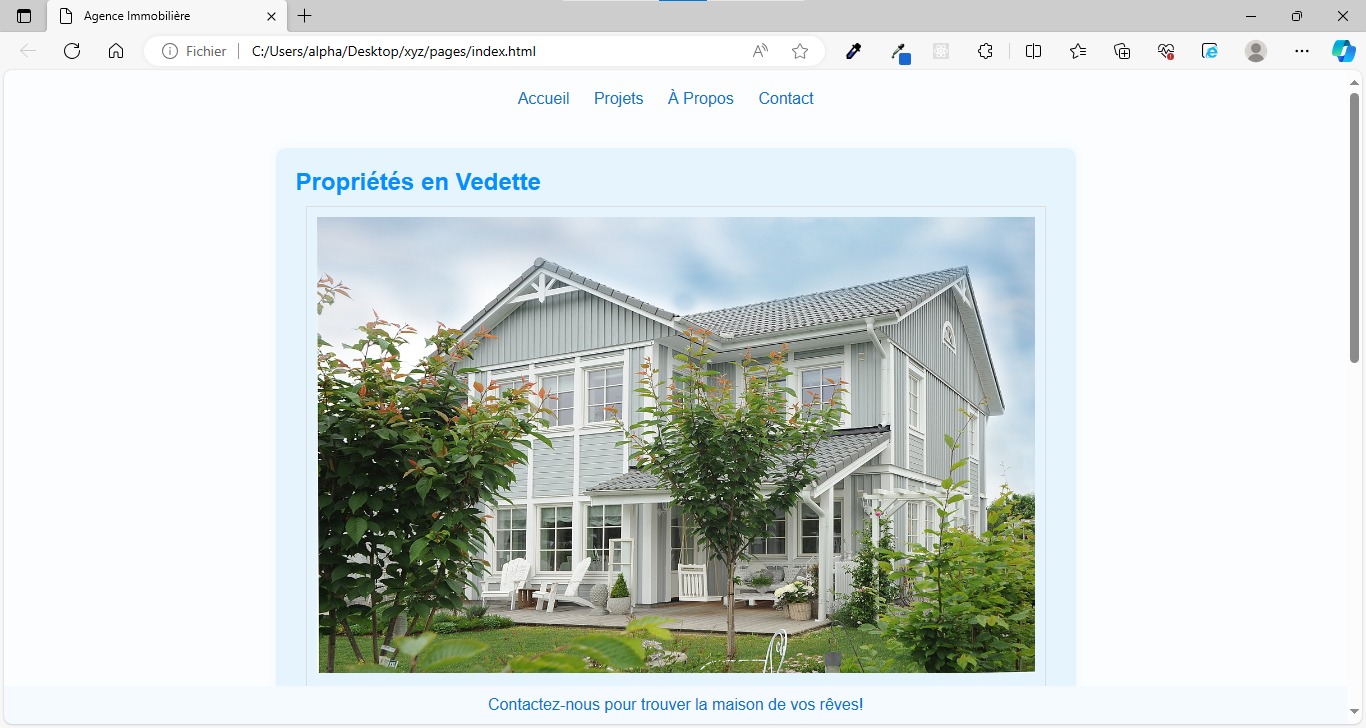 Agence Immobilière
Fichier C:/Users/alpha/Desktop/xyz/pages/index.html
Accueil Projets À Propos Contact
Propriétés en Vedette
Contactez-nous pour trouver la maison de vos rêves!